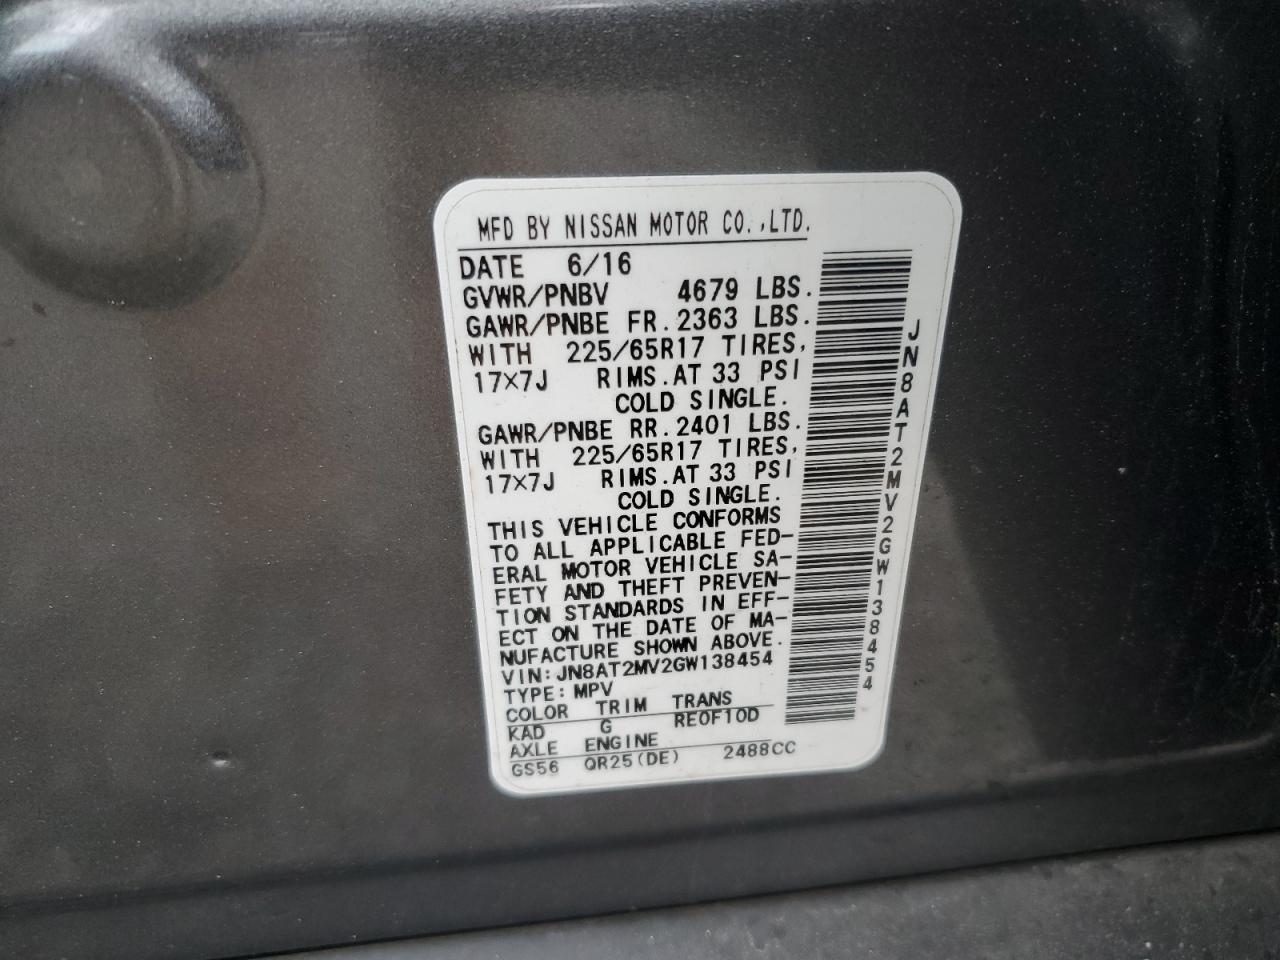 MFD BY NISSAN MOTOR CO.,LTD.
DATE 6/16
GVWR/PNBV 4679 LBS.
GAWR/PNBE FR.2363 LBS.
WITH 225/65R17 TIRES,
17×7J RIMS.AT 33 PSI
COLD SINGLE.
GAWR/PNBE RR.2401 LBS.
WITH 225/65R17 TIRES,
17×7J RIMS.AT 33 PSI
COLD SINGLE.
THIS VEHICLE CONFORMS
TO ALL APPLICABLE FED-
ERAL MOTOR VEHICLE SA-
FETY AND THEFT PREVEN-
TION STANDARDS IN EFF-
ECT ON THE DATE OF MA-
NUFACTURE SHOWN ABOVE.
VIN:JN8AT2MV2GW138454
TYPE:MPV
COLOR TRIM TRANS
KAD G RE0F10D
AXLE ENGINE
GS56 QR25(DE) 2488CC
JN8AT2MV2GW138454